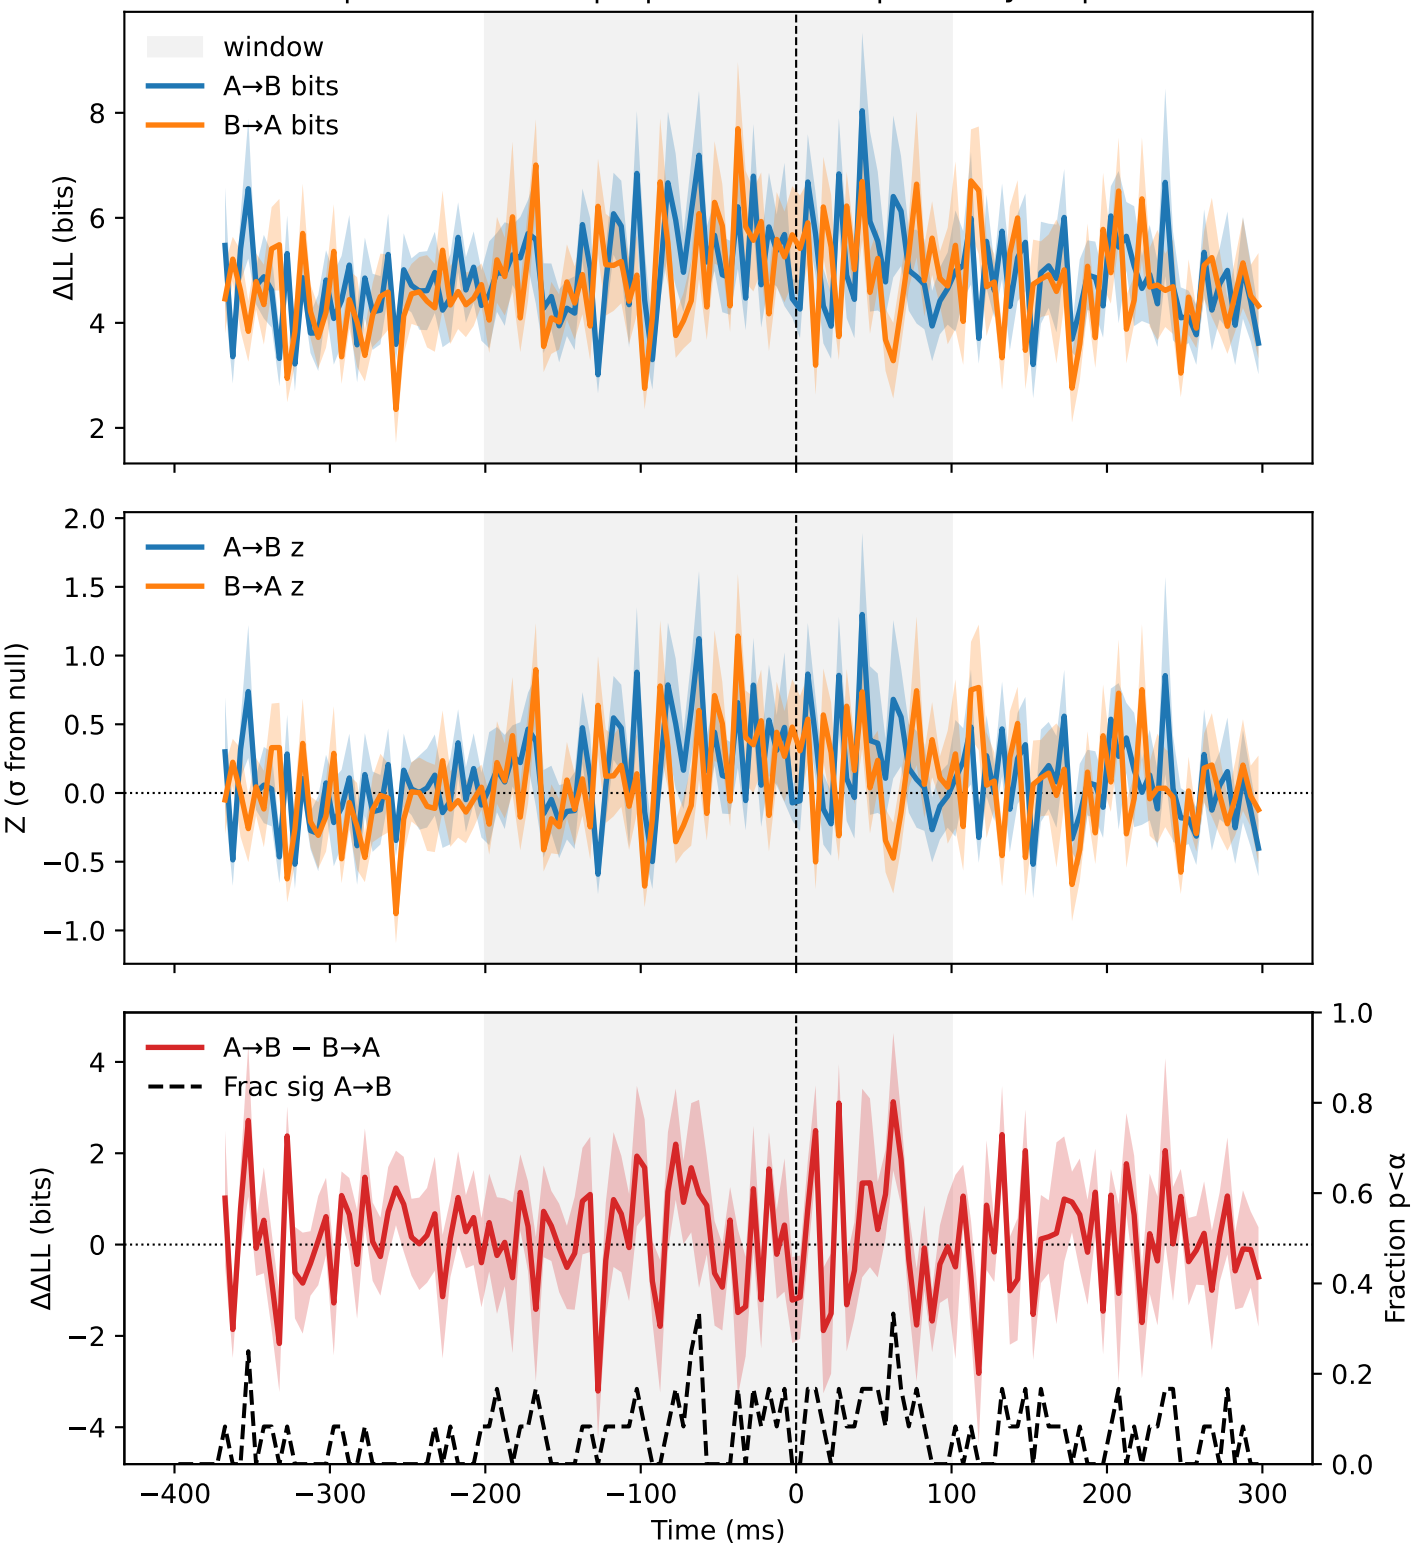 window
A→B bits
B→A bits
ΔLL (bits)
8
6
4
2
A→B z
B→A z
Z (σ from null)
2.0
1.5
1.0
0.5
0.0
−0.5
−1.0
A→B − B→A
Frac sig A→B
ΔΔLL (bits)
4
2
0
−2
−4
1.0
0.8
0.6
0.4
0.2
0.0
Fraction p<α
−400 −300 −200 −100 0 100 200 300
Time (ms)